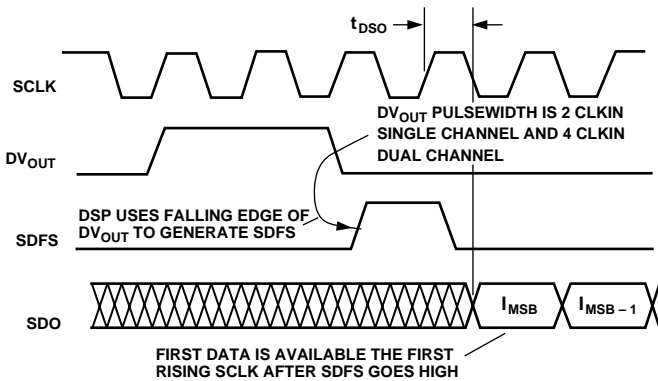 tDSO
SCLK
DVOUT PULSEWIDTH IS 2 CLKIN
SINGLE CHANNEL AND 4 CLKIN
DUAL CHANNEL
DVOUT
DSP USES FALLING EDGE OF
DVOUT TO GENERATE SDFS
SDFS
SDO
IMSB
IMSB – 1
FIRST DATA IS AVAILABLE THE FIRST
RISING SCLK AFTER SDFS GOES HIGH